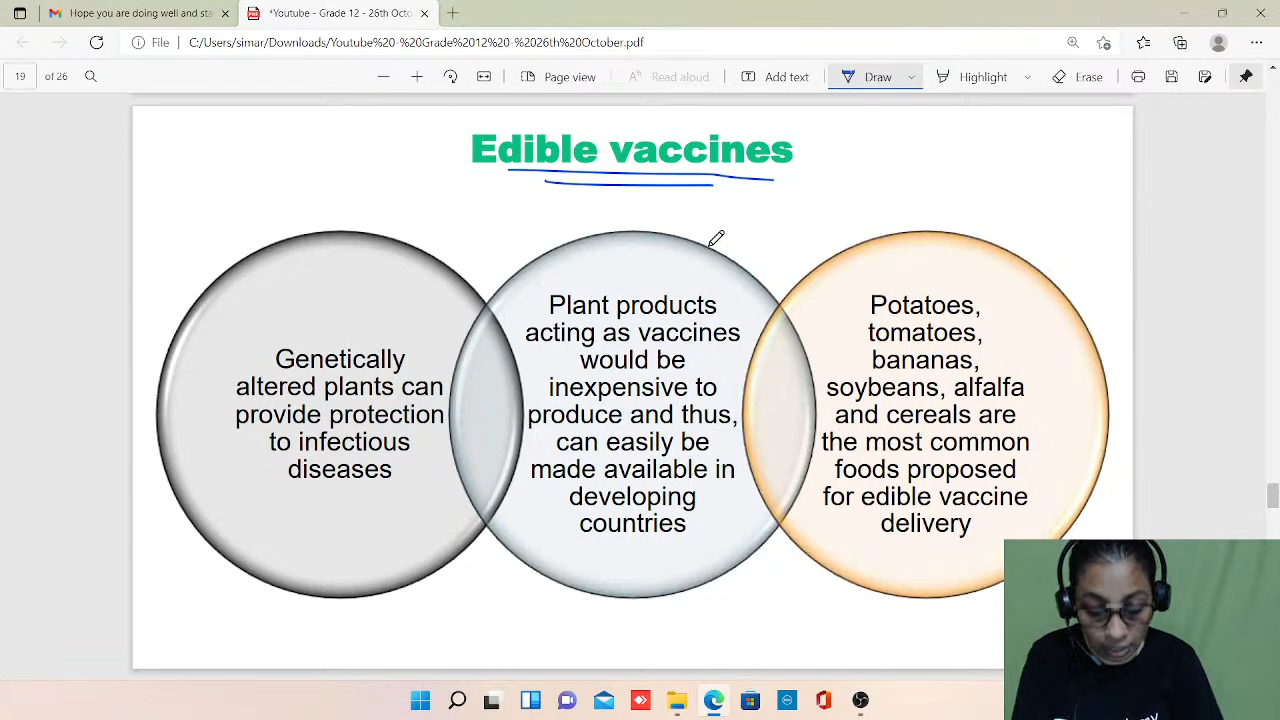 Hope you are doing well and sta
*Youtube - Grade 12 - 26th Octo
File
C:/Users/simar/Downloads/Youtube%20-%20Grade%2012%20-%2026th%20October.pdf
19 of 26
Page view
Read aloud
Add text
Draw
Highlight
Erase
Edible vaccines
Genetically
altered plants can
provide protection
to infectious
diseases
Plant products
acting as vaccines
would be
inexpensive to
produce and thus,
can easily be
made available in
developing
countries
Potatoes,
tomatoes,
bananas,
soybeans, alfalfa
and cereals are
the most common
foods proposed
for edible vaccine
delivery